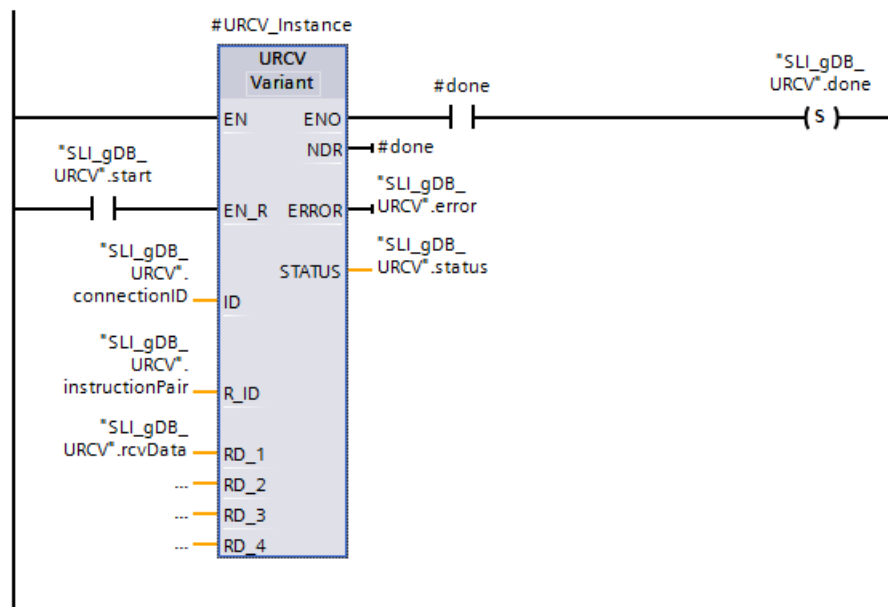 #URCV_Instance
URCV
Variant
#done
"SLI_gDB_
URCV".done
EN
ENO
S
NDR
#done
"SLI_gDB_
URCV".start
"SLI_gDB_
URCV".error
EN_R
ERROR
"SLI_gDB_
URCV".
connectionID
ID
"SLI_gDB_
URCV".status
STATUS
"SLI_gDB_
URCV".
instructionPair
R_ID
"SLI_gDB_
URCV".rcvData
RD_1
... RD_2
... RD_3
... RD_4